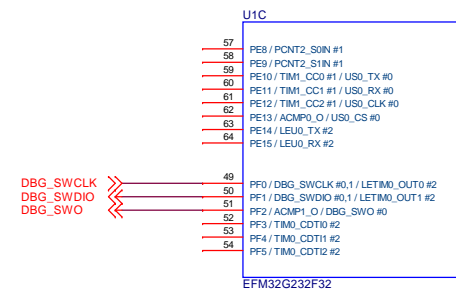 U1C
57 PE8 / PCNT2_S0IN #1
58 PE9 / PCNT2_S1IN #1
59 PE10 / TIM1_CC0 #1 / US0_TX #0
60 PE11 / TIM1_CC1 #1 / US0_RX #0
61 PE12 / TIM1_CC2 #1 / US0_CLK #0
62 PE13 / ACMP0_O / US0_CS #0
63 PE14 / LEU0_TX #2
64 PE15 / LEU0_RX #2
DBG_SWCLK 49 PF0 / DBG_SWCLK #0,1 / LETIM0_OUT0 #2
DBG_SWDIO 50 PF1 / DBG_SWDIO #0,1 / LETIM0_OUT1 #2
DBG_SWO 51 PF2 / ACMP1_O / DBG_SWO #0
52 PF3 / TIM0_CDTI0 #2
53 PF4 / TIM0_CDTI1 #2
54 PF5 / TIM0_CDTI2 #2
EFM32G232F32